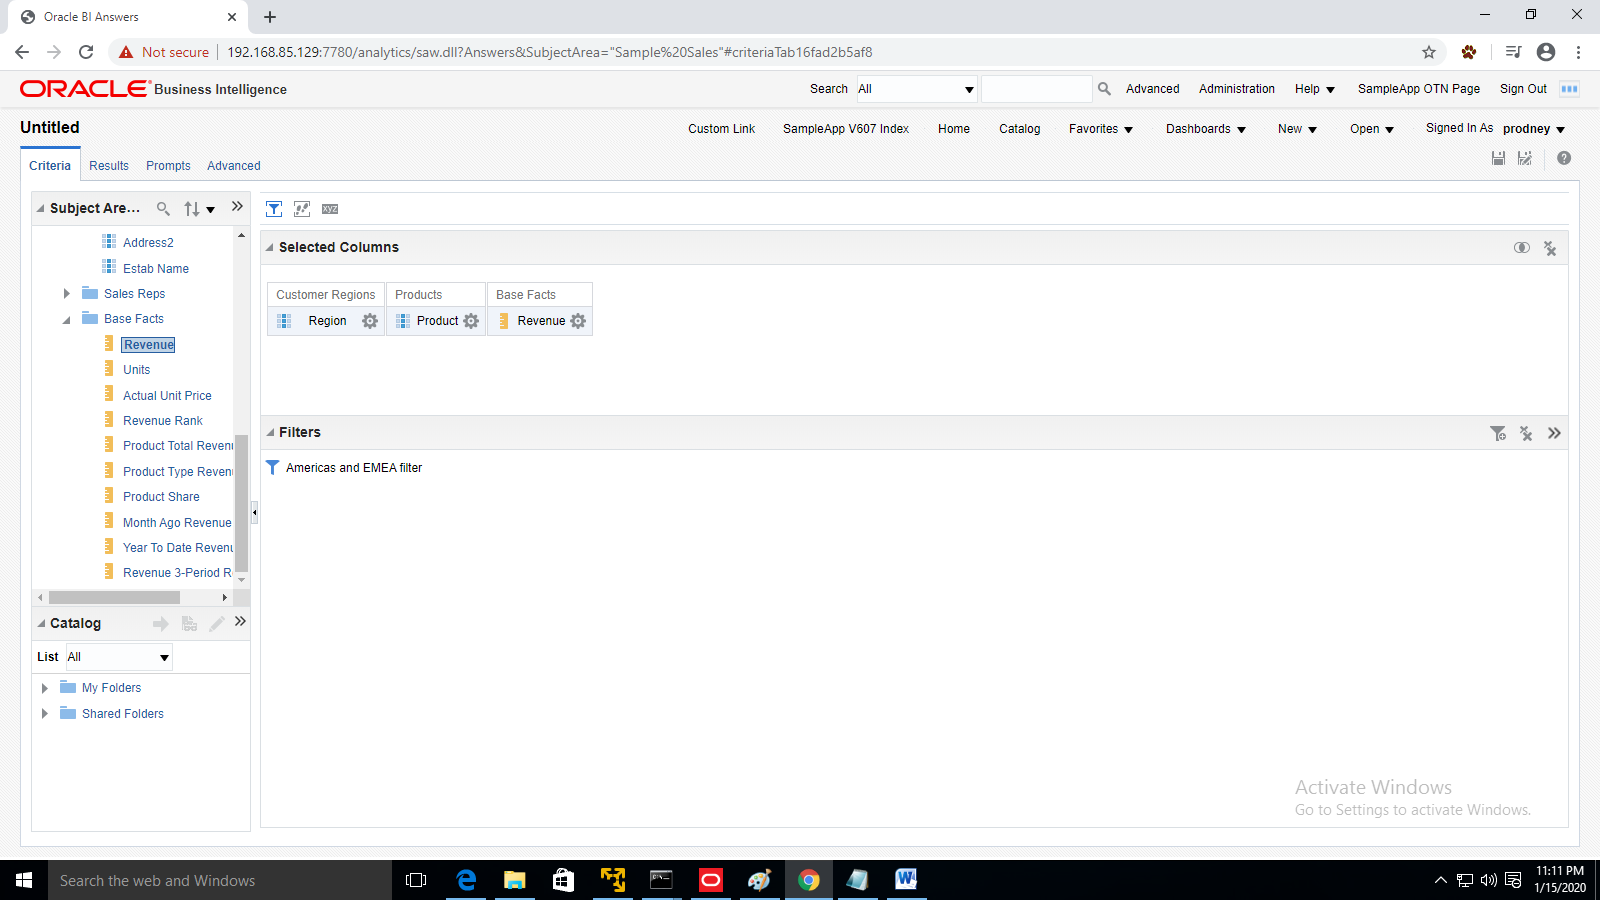 Oracle BI Answers
Not secure
192.168.85.129:7780/analytics/saw.dll?Answers&SubjectArea="Sample%20Sales"#criteriaTab16fad2b5af8
ORACLE Business Intelligence
Search
All
Advanced
Administration
Help
SampleApp OTN Page
Sign Out
Untitled
Custom Link
SampleApp V607 Index
Home
Catalog
Favorites
Dashboards
New
Open
Signed In As prodney
Criteria
Results
Prompts
Advanced
Subject Are...
xyz
Selected Columns
Address2
Estab Name
Sales Reps
Base Facts
Revenue
Units
Actual Unit Price
Revenue Rank
Product Total Revenu
Product Type Revenu
Product Share
Month Ago Revenue
Year To Date Revenu
Revenue 3-Period R
Customer Regions
Products
Base Facts
Region
Product
Revenue
Filters
Americas and EMEA filter
Catalog
List
All
My Folders
Shared Folders
Activate Windows
Go to Settings to activate Windows.
Search the web and Windows
11:11 PM
1/15/2020